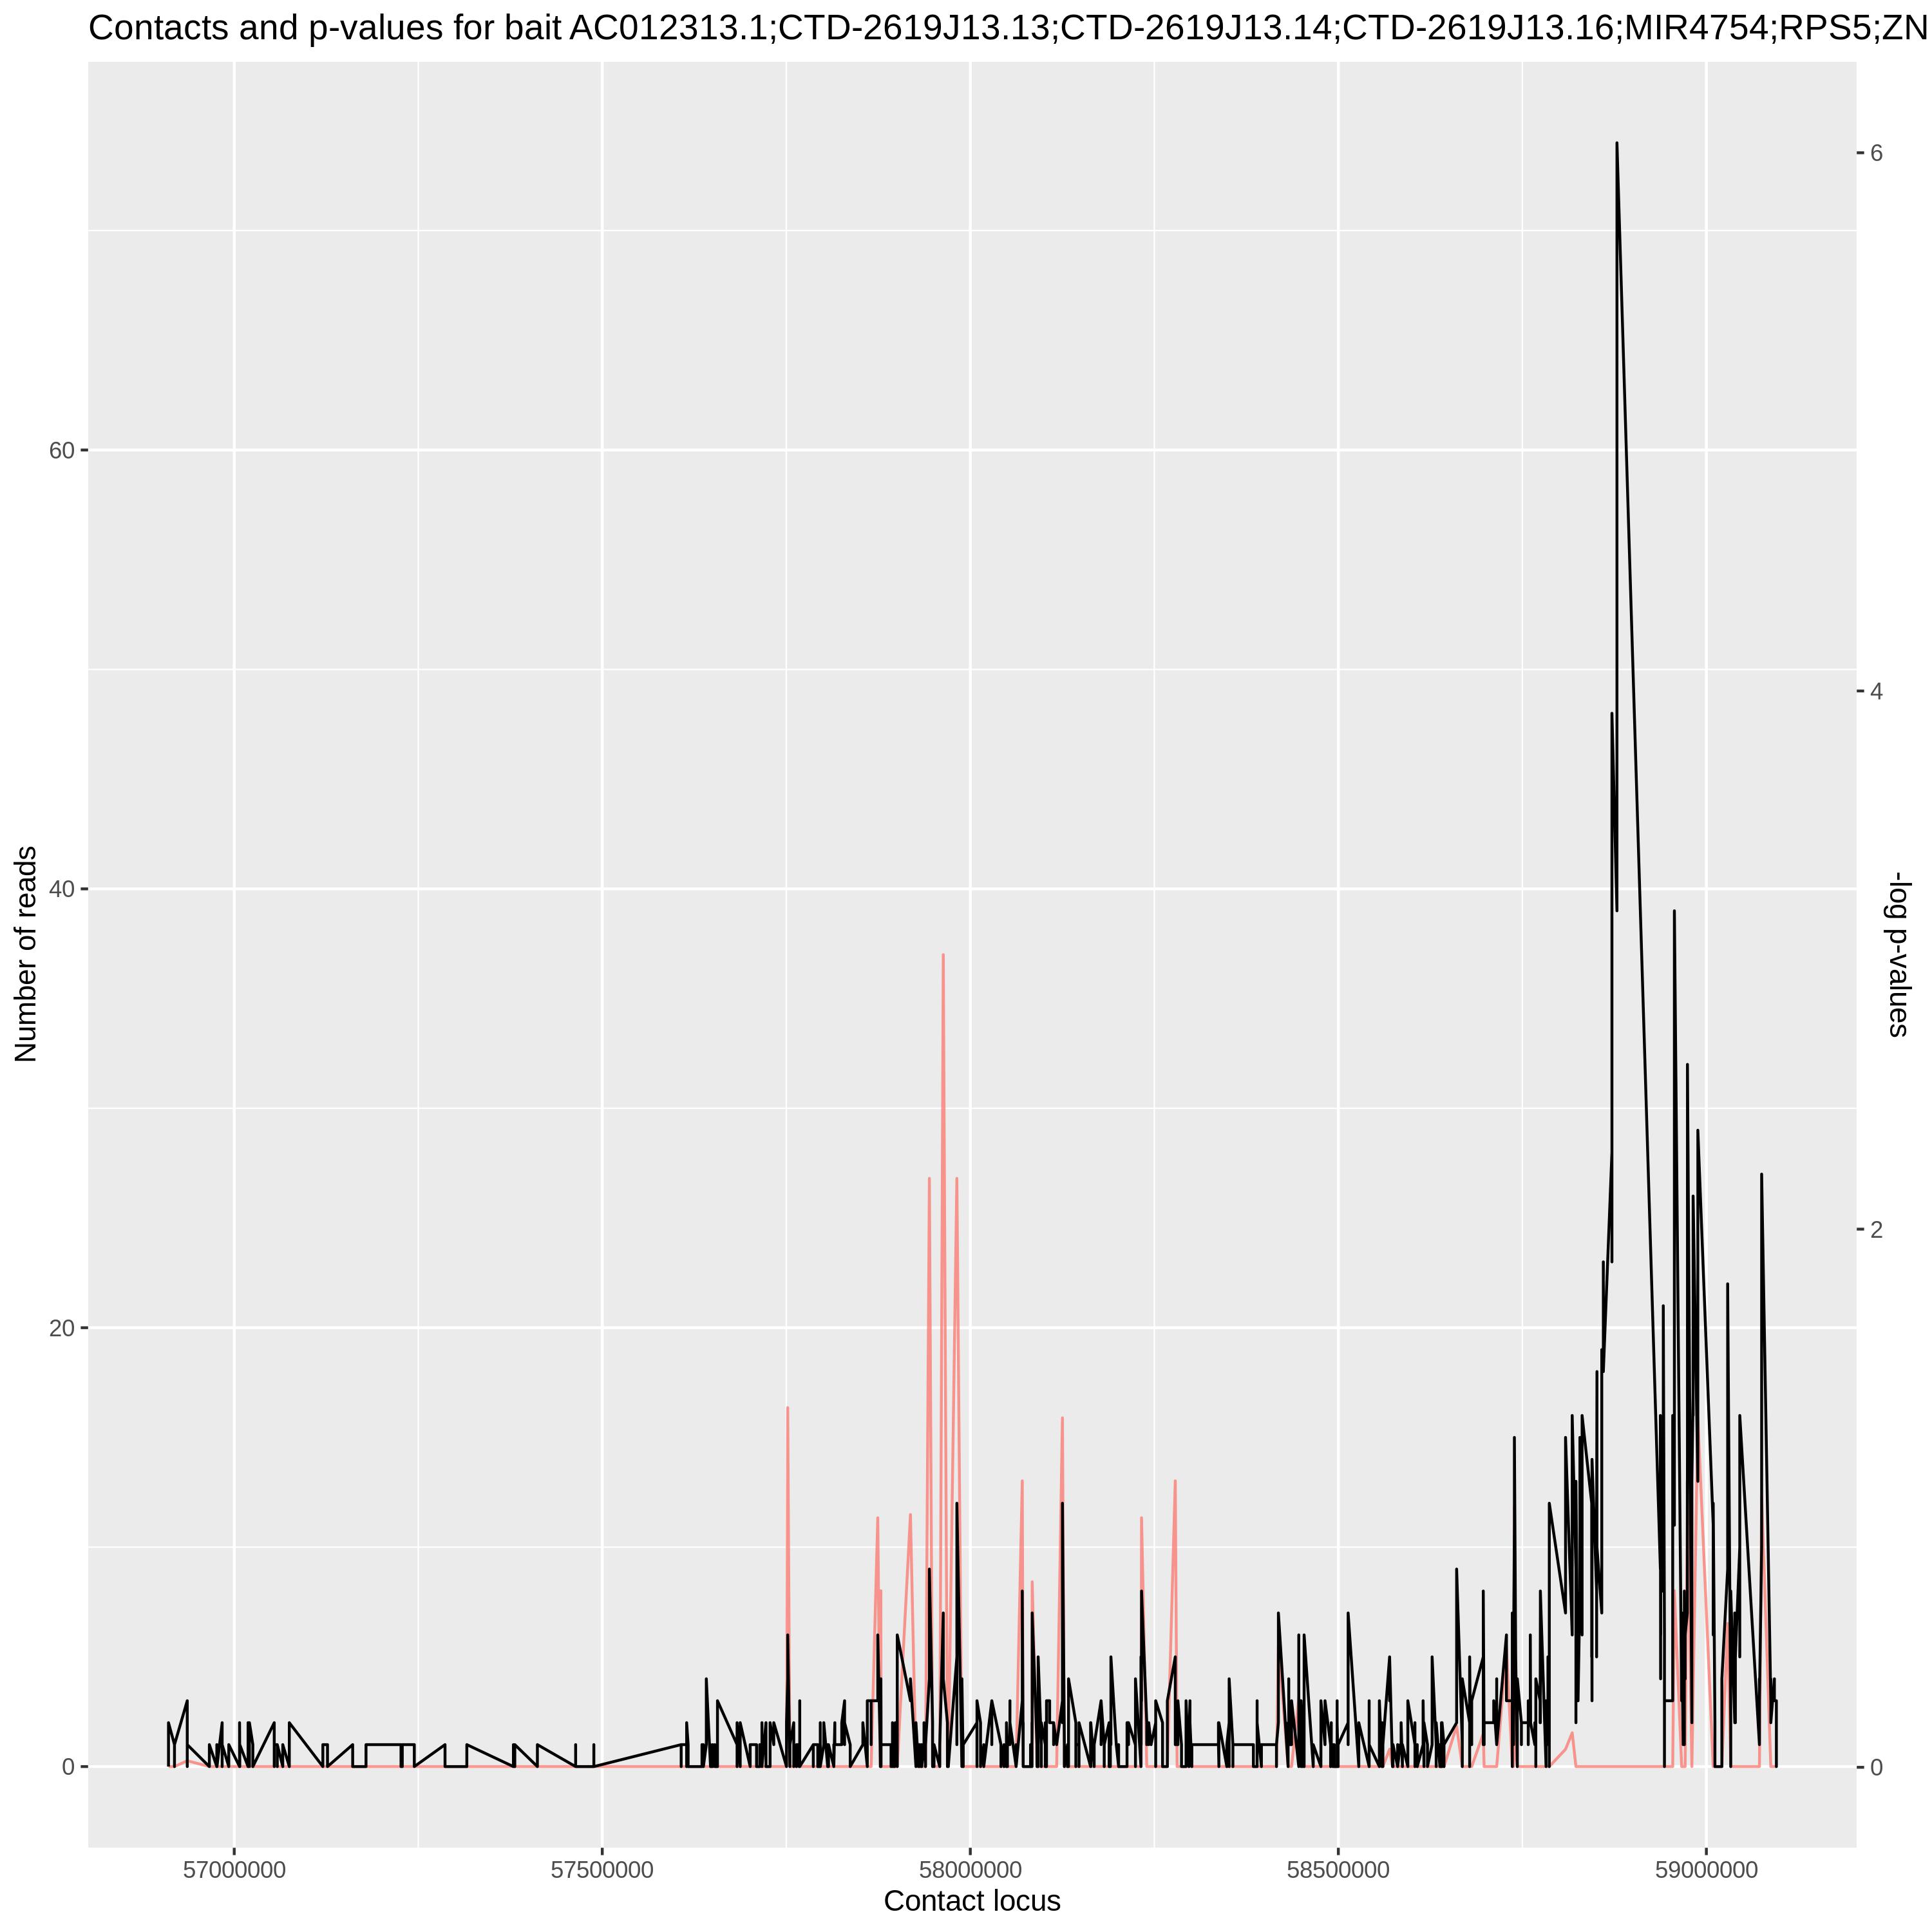 Contacts and p-values for bait AC012313.1;CTD-2619J13.13;CTD-2619J13.14;CTD-2619J13.16;MIR4754;RPS5;ZN
6
60
4
40
Number of reads
-log p-values
2
20
0
0
57000000 57500000 58000000 58500000 59000000
Contact locus